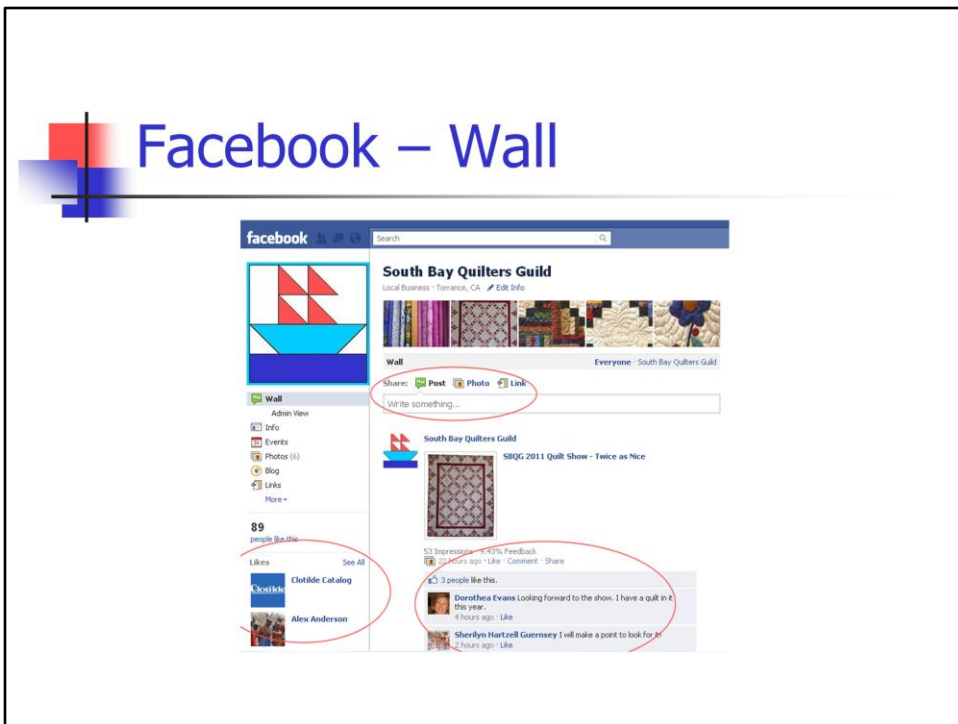 Facebook – Wall
facebook
Search
South Bay Quilters Guild
Local Business · Torrance, CA Edit Info
Wall
Everyone · South Bay Quilters Guild
Share: Post Photo Link
Write something...
Wall
Admin View
Info
Events
Photos (6)
Blog
Links
More
89
people like this
Likes See All
Clotilde
Clotilde Catalog
Alex Anderson
South Bay Quilters Guild
SBQG 2011 Quilt Show - Twice as Nice
53 Impressions · 9.43% Feedback
22 hours ago · Like · Comment · Share
3 people like this.
Dorothea Evans Looking forward to the show. I have a quilt in it
this year.
4 hours ago · Like
Sherilyn Hartzell Guernsey I will make a point to look for it!
2 hours ago · Like